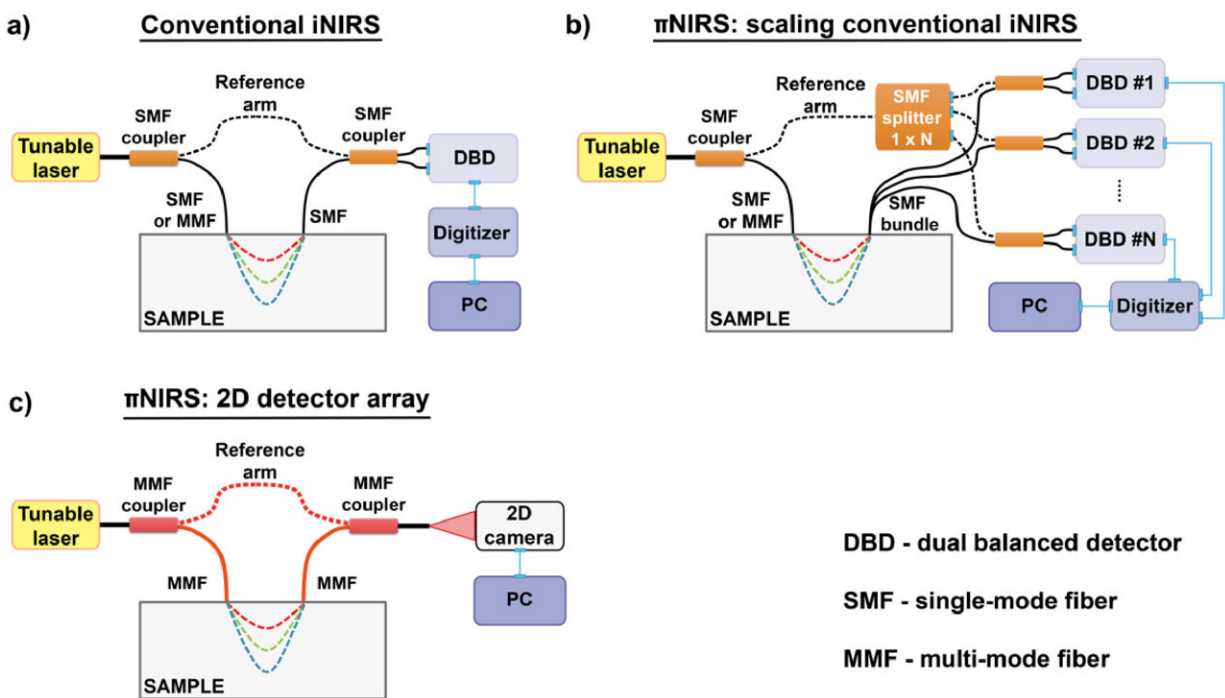 a)
Conventional iNIRS
Reference
arm
SMF
coupler
SMF
coupler
Tunable
laser
DBD
SMF
or MMF
SMF
Digitizer
PC
SAMPLE
b)
πNIRS: scaling conventional iNIRS
Reference
arm
SMF
splitter
1 x N
DBD #1
SMF
coupler
Tunable
laser
DBD #2
SMF
or MMF
SMF
bundle
DBD #N
PC
Digitizer
SAMPLE
c)
πNIRS: 2D detector array
Reference
arm
MMF
coupler
MMF
coupler
Tunable
laser
2D
camera
MMF
MMF
PC
SAMPLE
DBD - dual balanced detector
SMF - single-mode fiber
MMF - multi-mode fiber